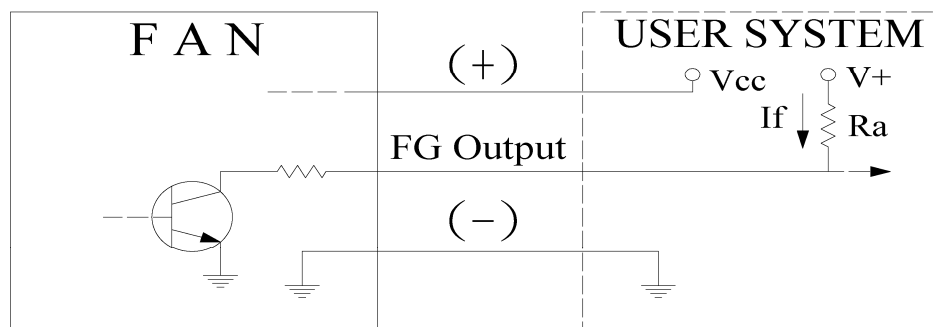 F A N
USER SYSTEM
(+)
Vcc
V+
If
Ra
FG Output
(-)